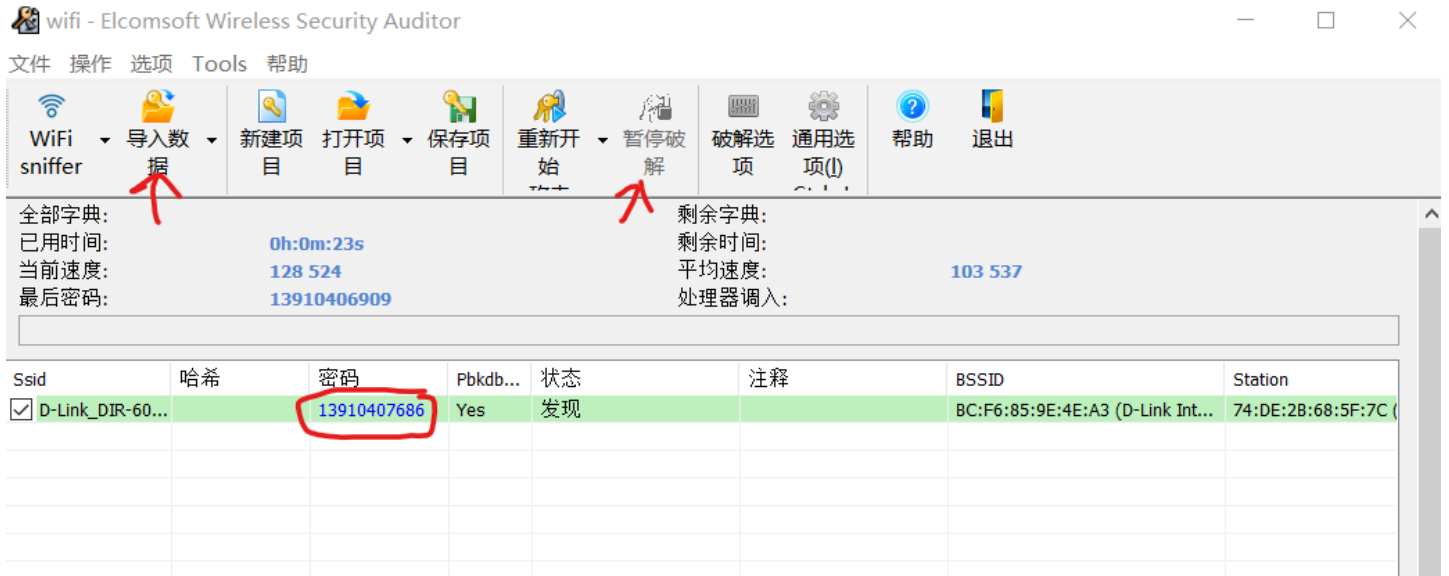 wifi - Elcomsoft Wireless Security Auditor
文件 操作 选项 Tools 帮助
WiFi sniffer
导入数据
新建项目
打开项目
保存项目
重新开始
暂停破解
破解选项
通用选项(I)
帮助
退出
全部字典:
剩余字典:
已用时间: 0h:0m:23s
剩余时间:
当前速度: 128 524
平均速度: 103 537
最后密码: 13910406909
处理器调入:
Ssid 哈希 密码 Pbkdb... 状态 注释 BSSID Station
D-Link_DIR-60... 13910407686 Yes 发现 BC:F6:85:9E:4E:A3 (D-Link Int... 74:DE:2B:68:5F:7C (